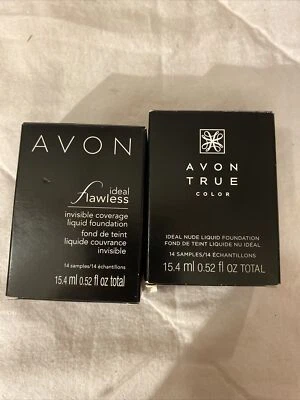 AVON
ideal
flawless
invisible coverage
liquid foundation
fond de teint
liquide couvrance
invisible
14 samples/14 échantillons
15.4 ml 0.52 fl oz total
AVON
TRUE
COLOR
IDEAL NUDE LIQUID FOUNDATION
FOND DE TEINT LIQUIDE NU IDÉAL
14 SAMPLES/14 ÉCHANTILLONS
15.4 ml 0.52 fl oz TOTAL